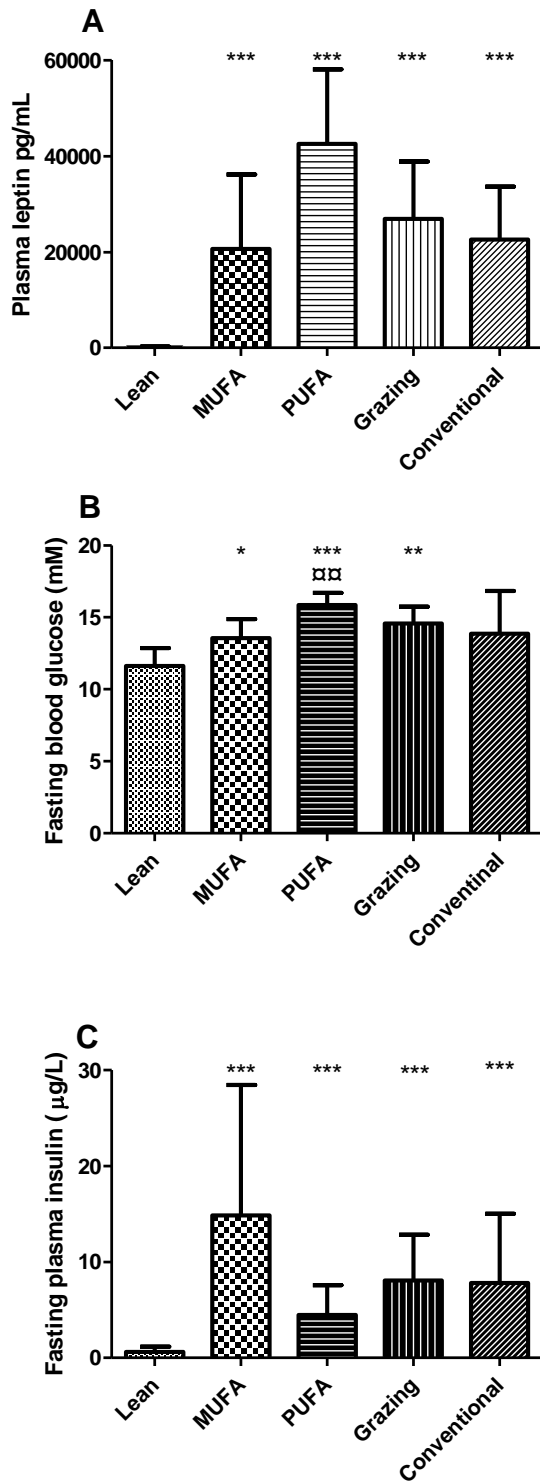 A
Plasma leptin pg/mL
60000
40000
20000
0
*** *** *** ***
Lean MUFA PUFA Grazing Conventional
B
Fasting blood glucose (mM)
20
15
10
5
0
* *** **
¤¤
Lean MUFA PUFA Grazing Conventinal
C
Fasting plasma insulin ( μg/L)
30
20
10
0
*** *** *** ***
Lean MUFA PUFA Grazing Conventional